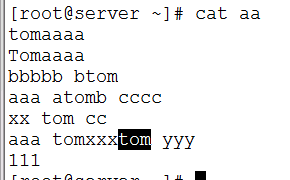 [root@server ~]# cat aa
tomaaaa
Tomaaaa
bbbbb btom
aaa atomb cccc
xx tom cc
aaa tomxxxtom yyy
111
[root@server ~]#